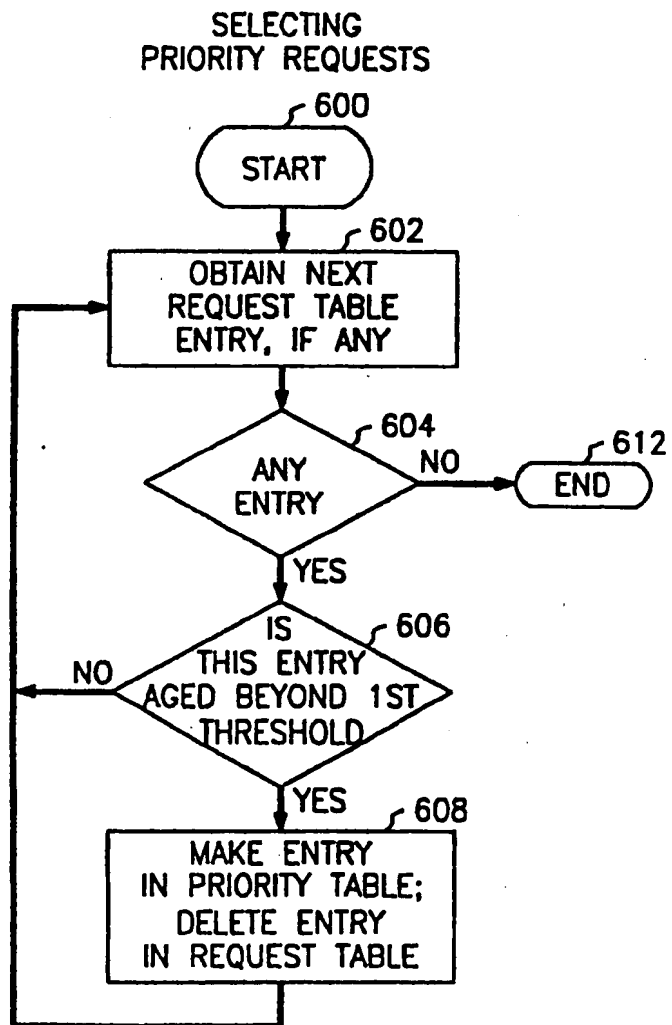 SELECTING
PRIORITY REQUESTS
600
START
602
OBTAIN NEXT
REQUEST TABLE
ENTRY, IF ANY
604
ANY
ENTRY
NO
612
END
YES
606
IS
THIS ENTRY
AGED BEYOND 1ST
THRESHOLD
NO
YES
608
MAKE ENTRY
IN PRIORITY TABLE;
DELETE ENTRY
IN REQUEST TABLE